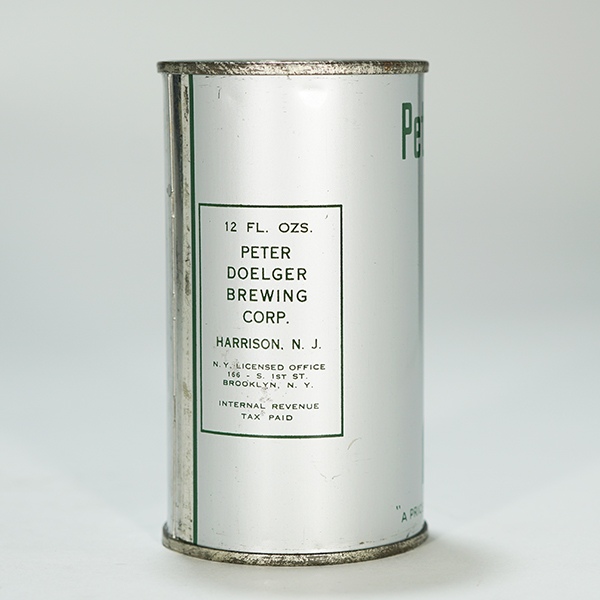 12 FL. OZS.
PETER
DOELGER
BREWING
CORP.
HARRISON, N. J.
N.Y. LICENSED OFFICE
166 - S. 1ST ST.
BROOKLYN, N. Y.
INTERNAL REVENUE
TAX PAID
"A